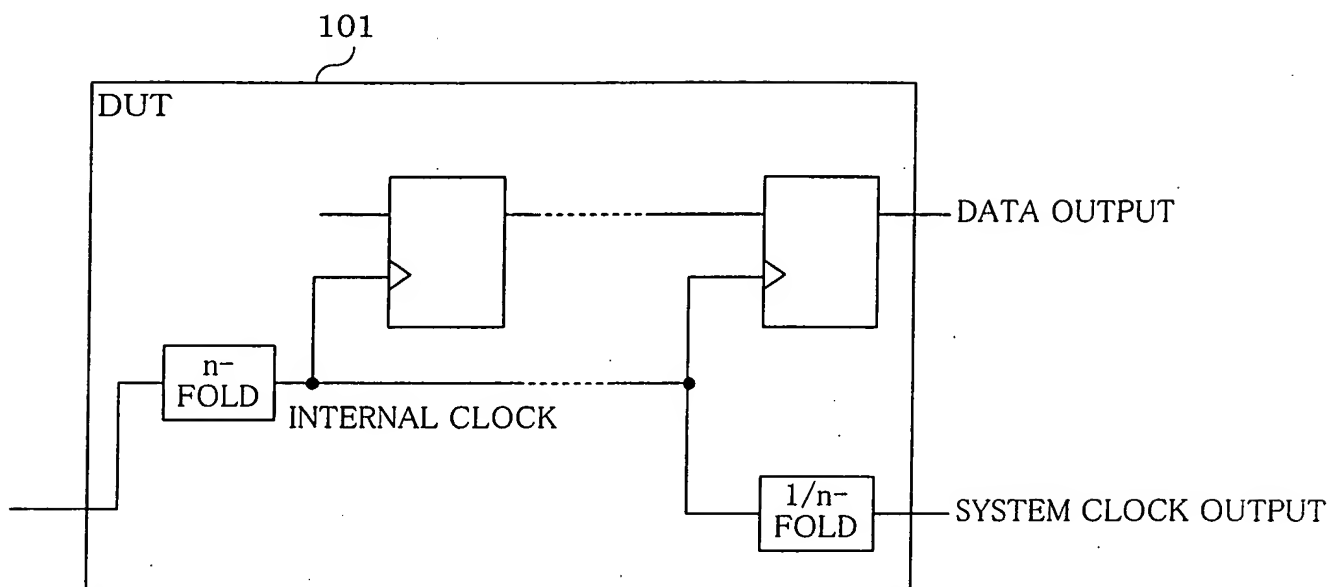 101
DUT
DATA OUTPUT
n-
FOLD
INTERNAL CLOCK
1/n-
FOLD
SYSTEM CLOCK OUTPUT